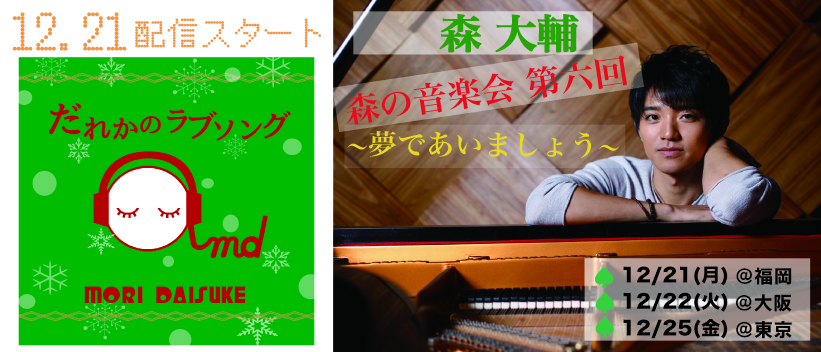 12.21配信スタート
だれかのラブソング
md
MORI DAISUKE
森 大輔
森の音楽会 第六回
~夢であいましょう~
12/21(月) @福岡
12/22(火) @大阪
12/25(金) @東京